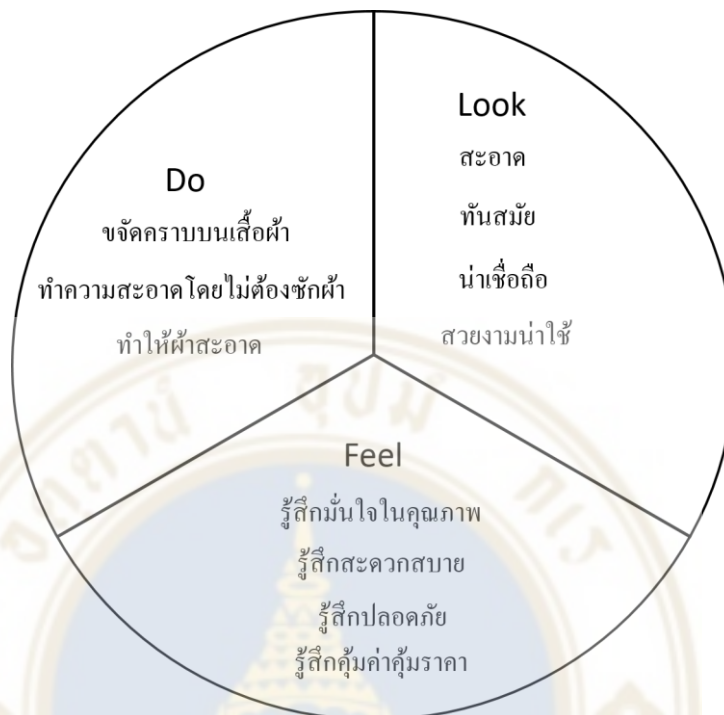 Do
ขจัดคราบบนเสื้อผ้า
ทำความสะอาดโดยไม่ต้องซักผ้า
ทำให้ผ้าสะอาด
Look
สะอาด
ทันสมัย
น่าเชื่อถือ
สวยงามน่าใช้
Feel
รู้สึกมั่นใจในคุณภาพ
รู้สึกสะดวกสบาย
รู้สึกปลอดภัย
รู้สึกคุ้มค่าคุ้มราคา